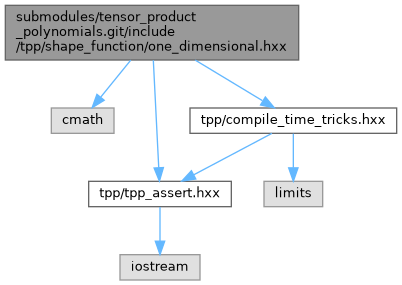 submodules/tensor_product
_polynomials.git/include
/tpp/shape_function/one_dimensional.hxx
cmath
tpp/compile_time_tricks.hxx
tpp/tpp_assert.hxx
limits
iostream